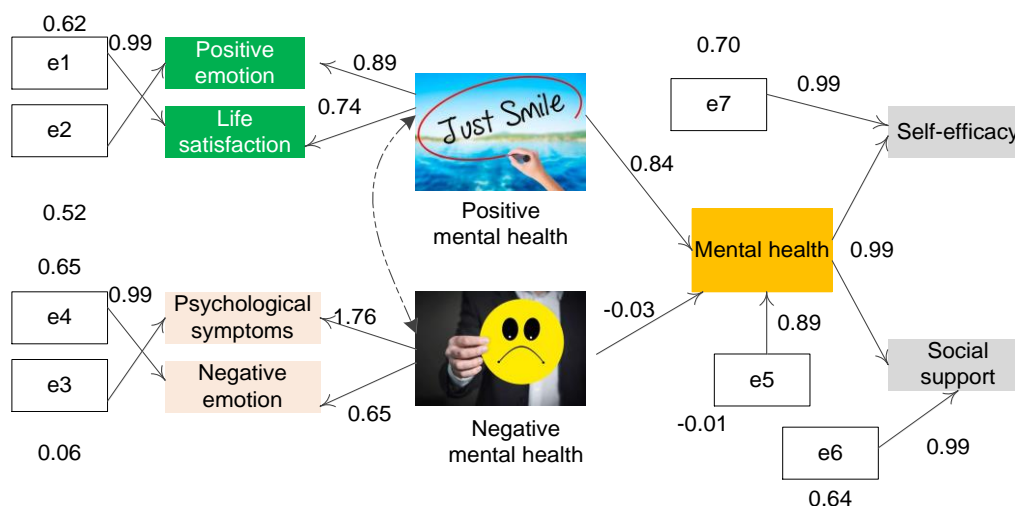 0.62
e1
0.99
Positive
emotion
e2
Life
satisfaction
0.89
0.74
Just Smile
Positive
mental health
0.52
0.65
e4
0.99
Psychological
symptoms
e3
Negative
emotion
0.06
1.76
0.65
Negative
mental health
0.84
-0.03
Mental health
0.70
e7
0.99
Self-efficacy
0.99
0.89
e5
-0.01
Social
support
e6
0.99
0.64